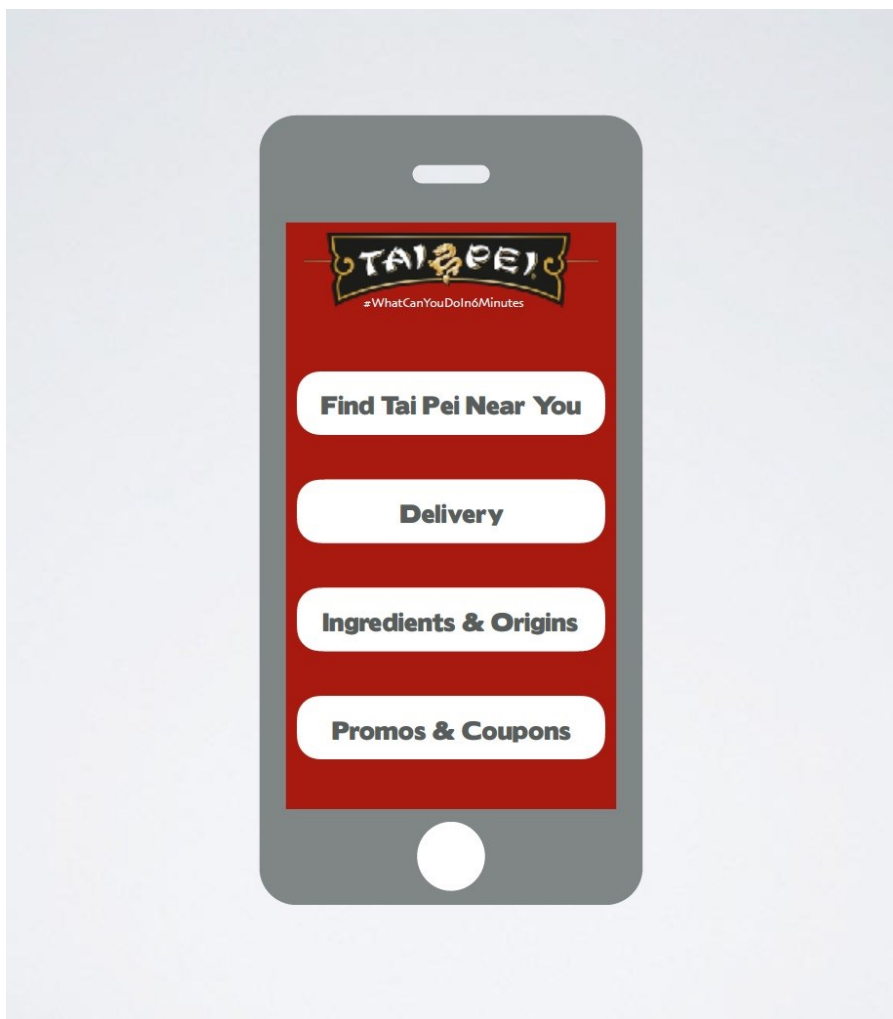 TAI PEI
#WhatCanYouDoIn6Minutes
Find Tai Pei Near You
Delivery
Ingredients & Origins
Promos & Coupons